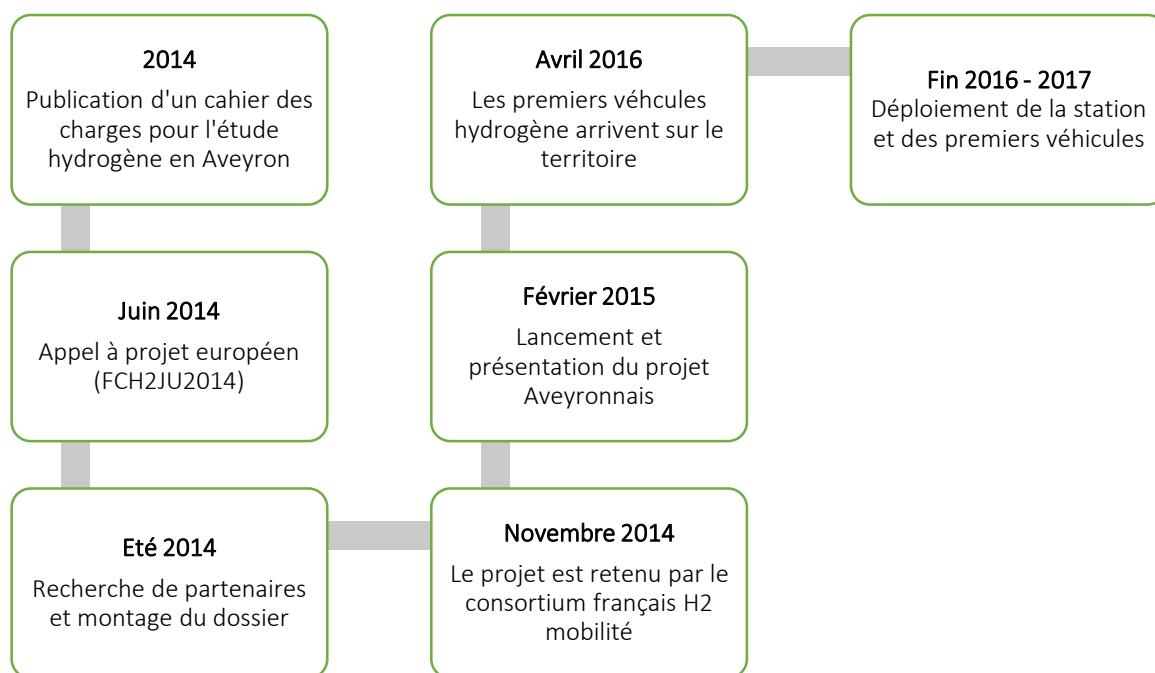 2014
Publication d'un cahier des
charges pour l'étude
hydrogène en Aveyron
Juin 2014
Appel à projet européen
(FCH2JU2014)
Eté 2014
Recherche de partenaires
et montage du dossier
Novembre 2014
Le projet est retenu par le
consortium français H2
mobilité
Février 2015
Lancement et
présentation du projet
Aveyronnais
Avril 2016
Les premiers véhcules
hydrogène arrivent sur le
territoire
Fin 2016 - 2017
Déploiement de la station
et des premiers véhicules